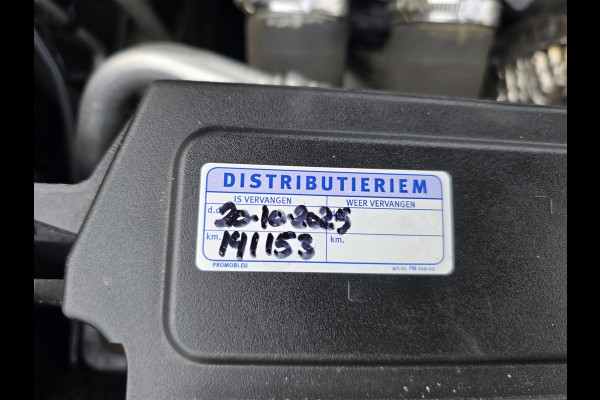 DISTRIBUTIERIEM
IS VERVANGEN WEER VERVANGEN
d.d. 20-10-2025
km. 141153 km.
PROMOBI.EU